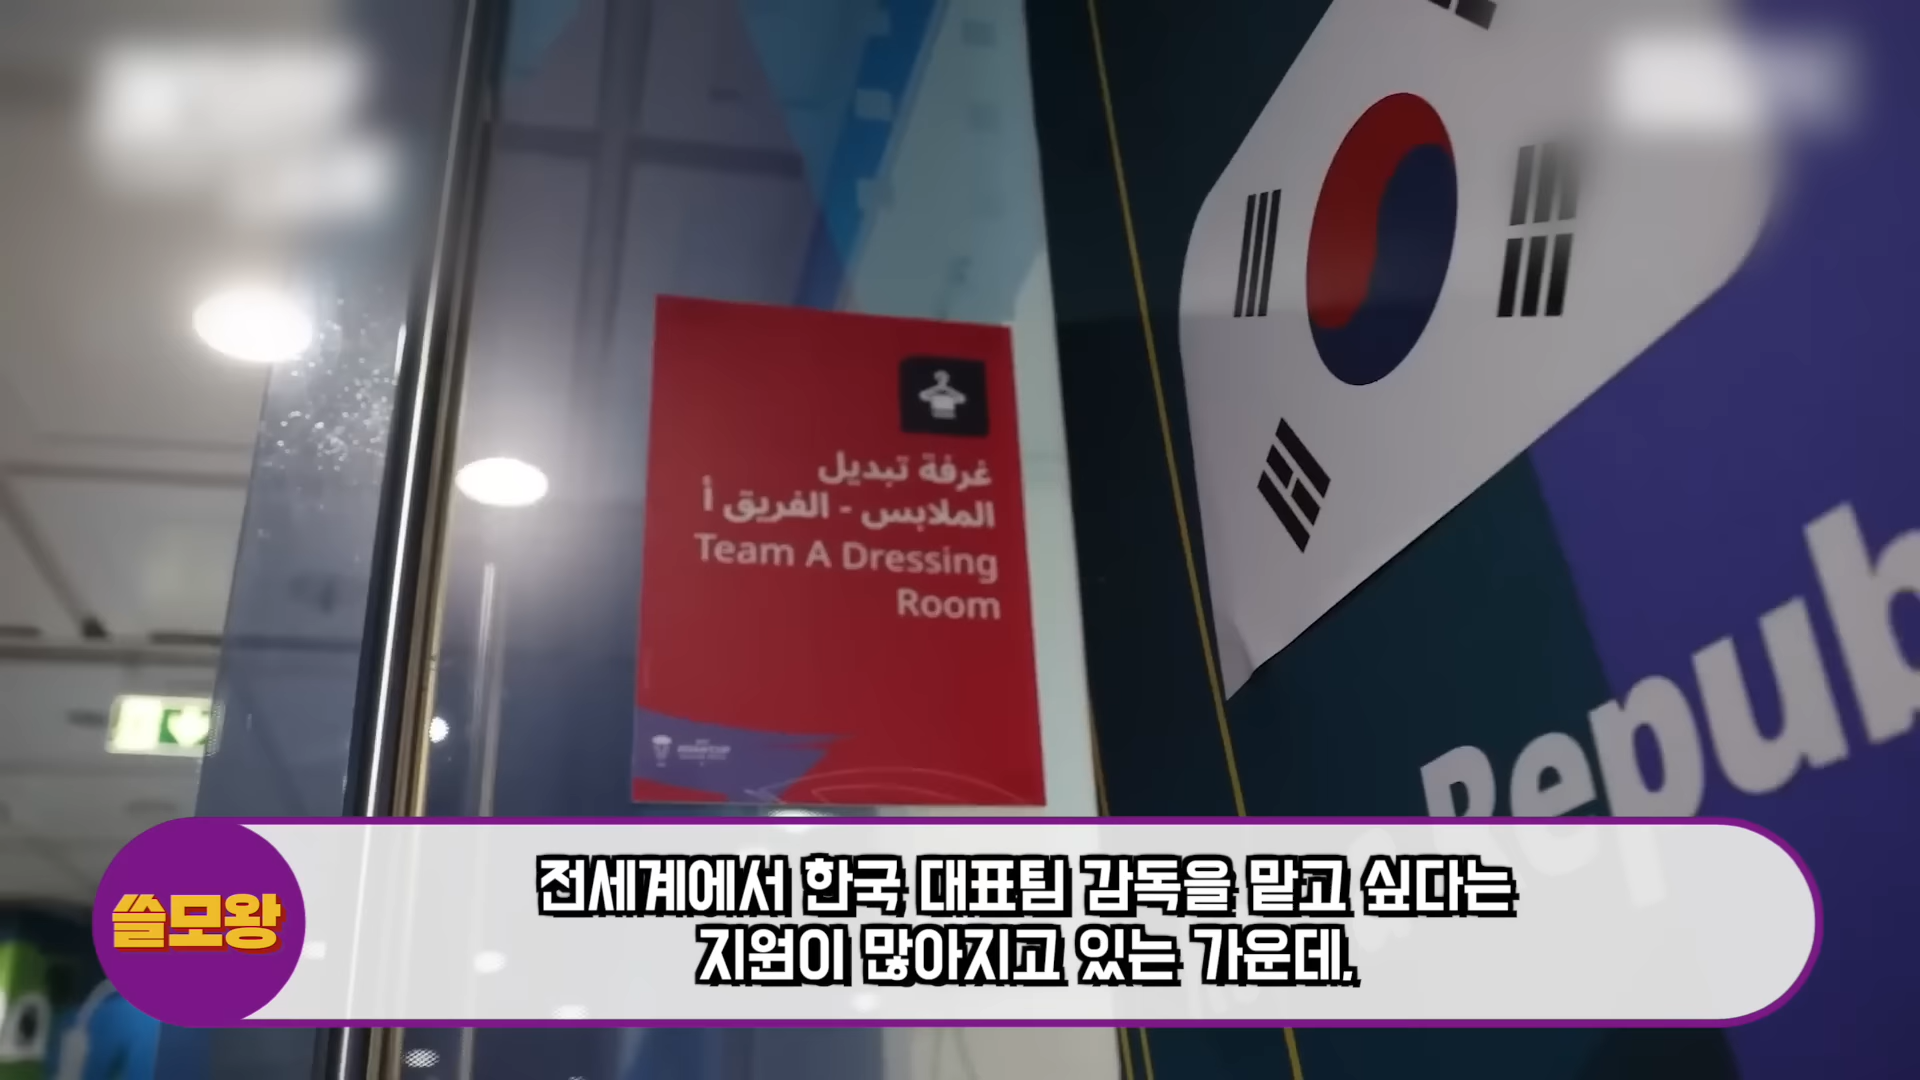 غرفة تبديل
الملابس - الفريق أ
Team A Dressing
Room
Repub
쓸모왕
전세계에서 한국 대표팀 감독을 맡고 싶다는
지원이 많아지고 있는 가운데,